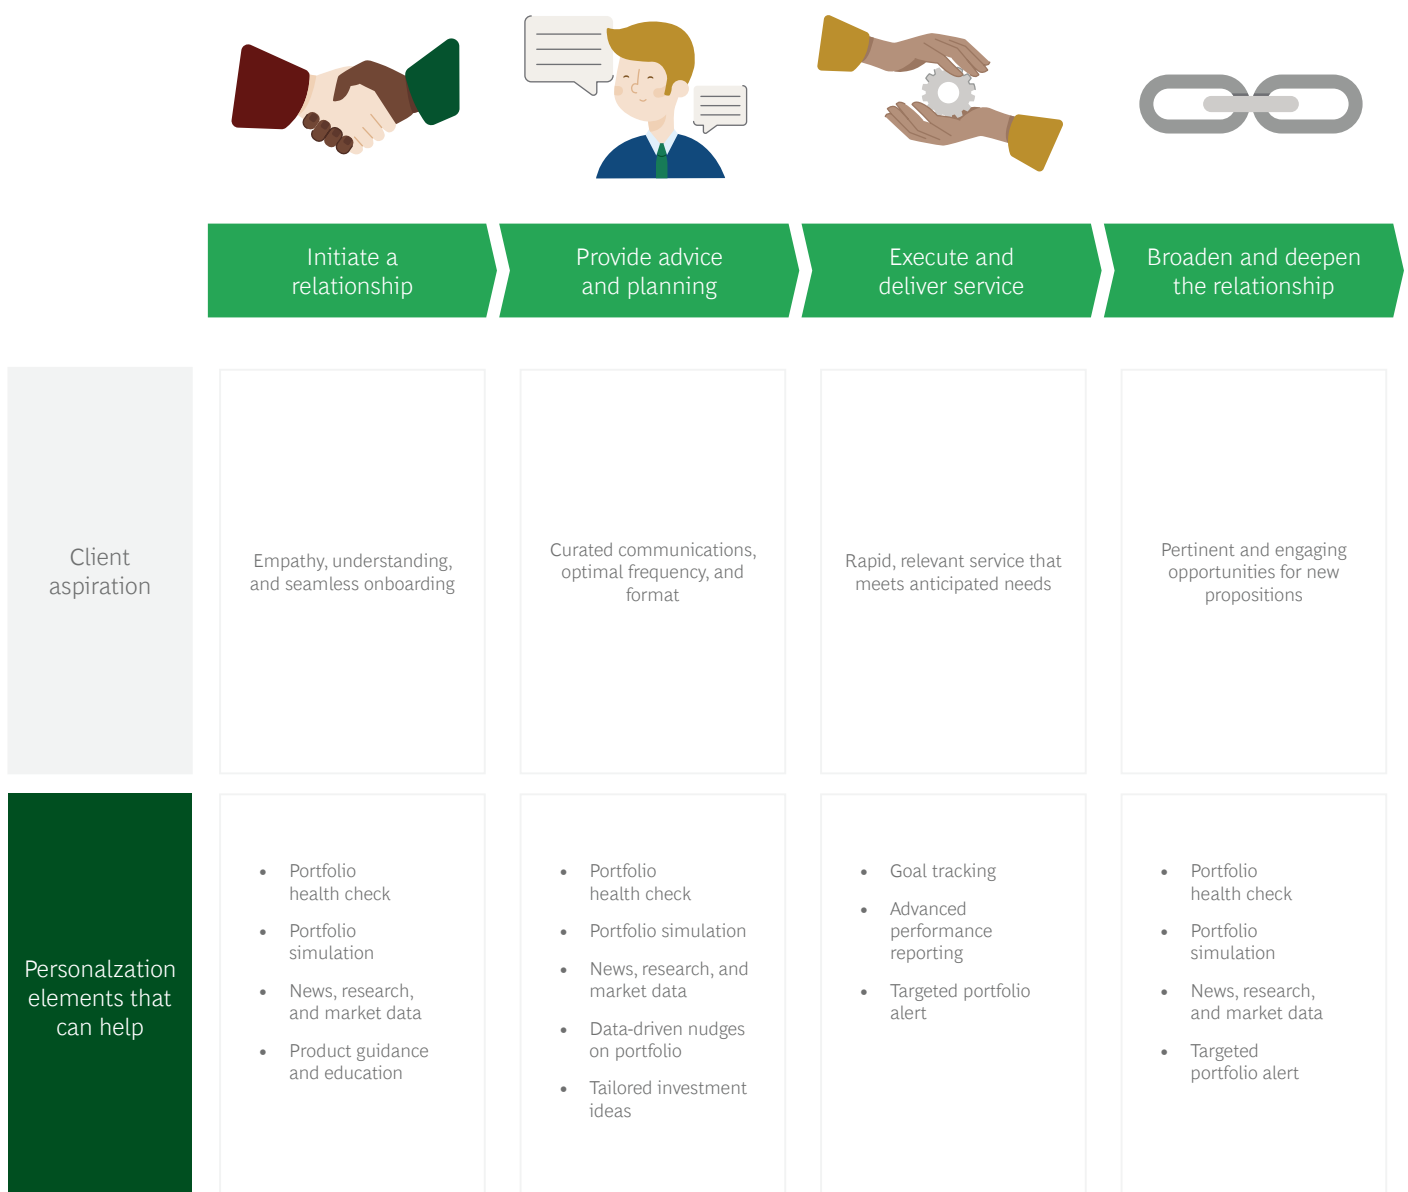 Initiate a
relationship
Provide advice
and planning
Execute and
deliver service
Broaden and deepen
the relationship
Client
aspiration
Empathy, understanding,
and seamless onboarding
Curated communications,
optimal frequency, and
format
Rapid, relevant service that
meets anticipated needs
Pertinent and engaging
opportunities for new
propositions
Personalzation
elements that
can help
• Portfolio
health check
• Portfolio
simulation
• News, research,
and market data
• Product guidance
and education
• Portfolio
health check
• Portfolio simulation
• News, research, and
market data
• Data-driven nudges
on portfolio
• Tailored investment
ideas
• Goal tracking
• Advanced
performance
reporting
• Targeted portfolio
alert
• Portfolio
health check
• Portfolio
simulation
• News, research,
and market data
• Targeted
portfolio alert